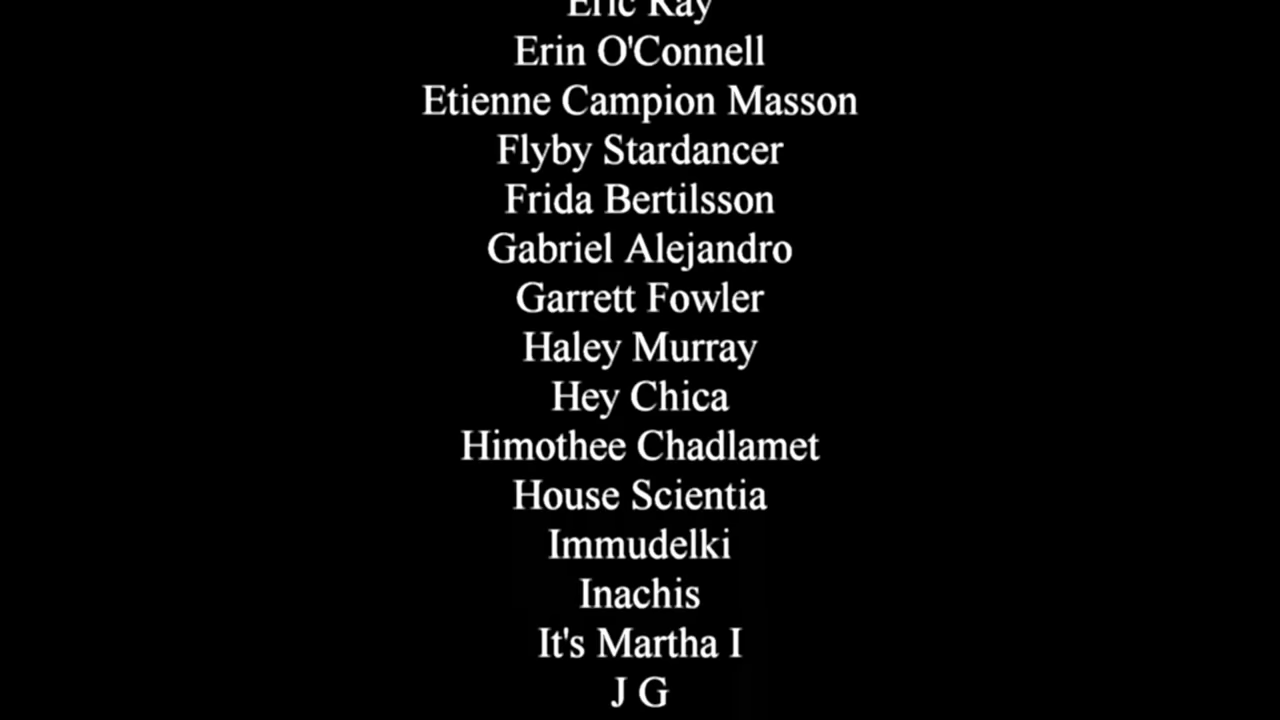 Eric Ray
Erin O'Connell
Etienne Campion Masson
Flyby Stardancer
Frida Bertilsson
Gabriel Alejandro
Garrett Fowler
Haley Murray
Hey Chica
Himothee Chadlamet
House Scientia
Immudelki
Inachis
It's Martha I
J G